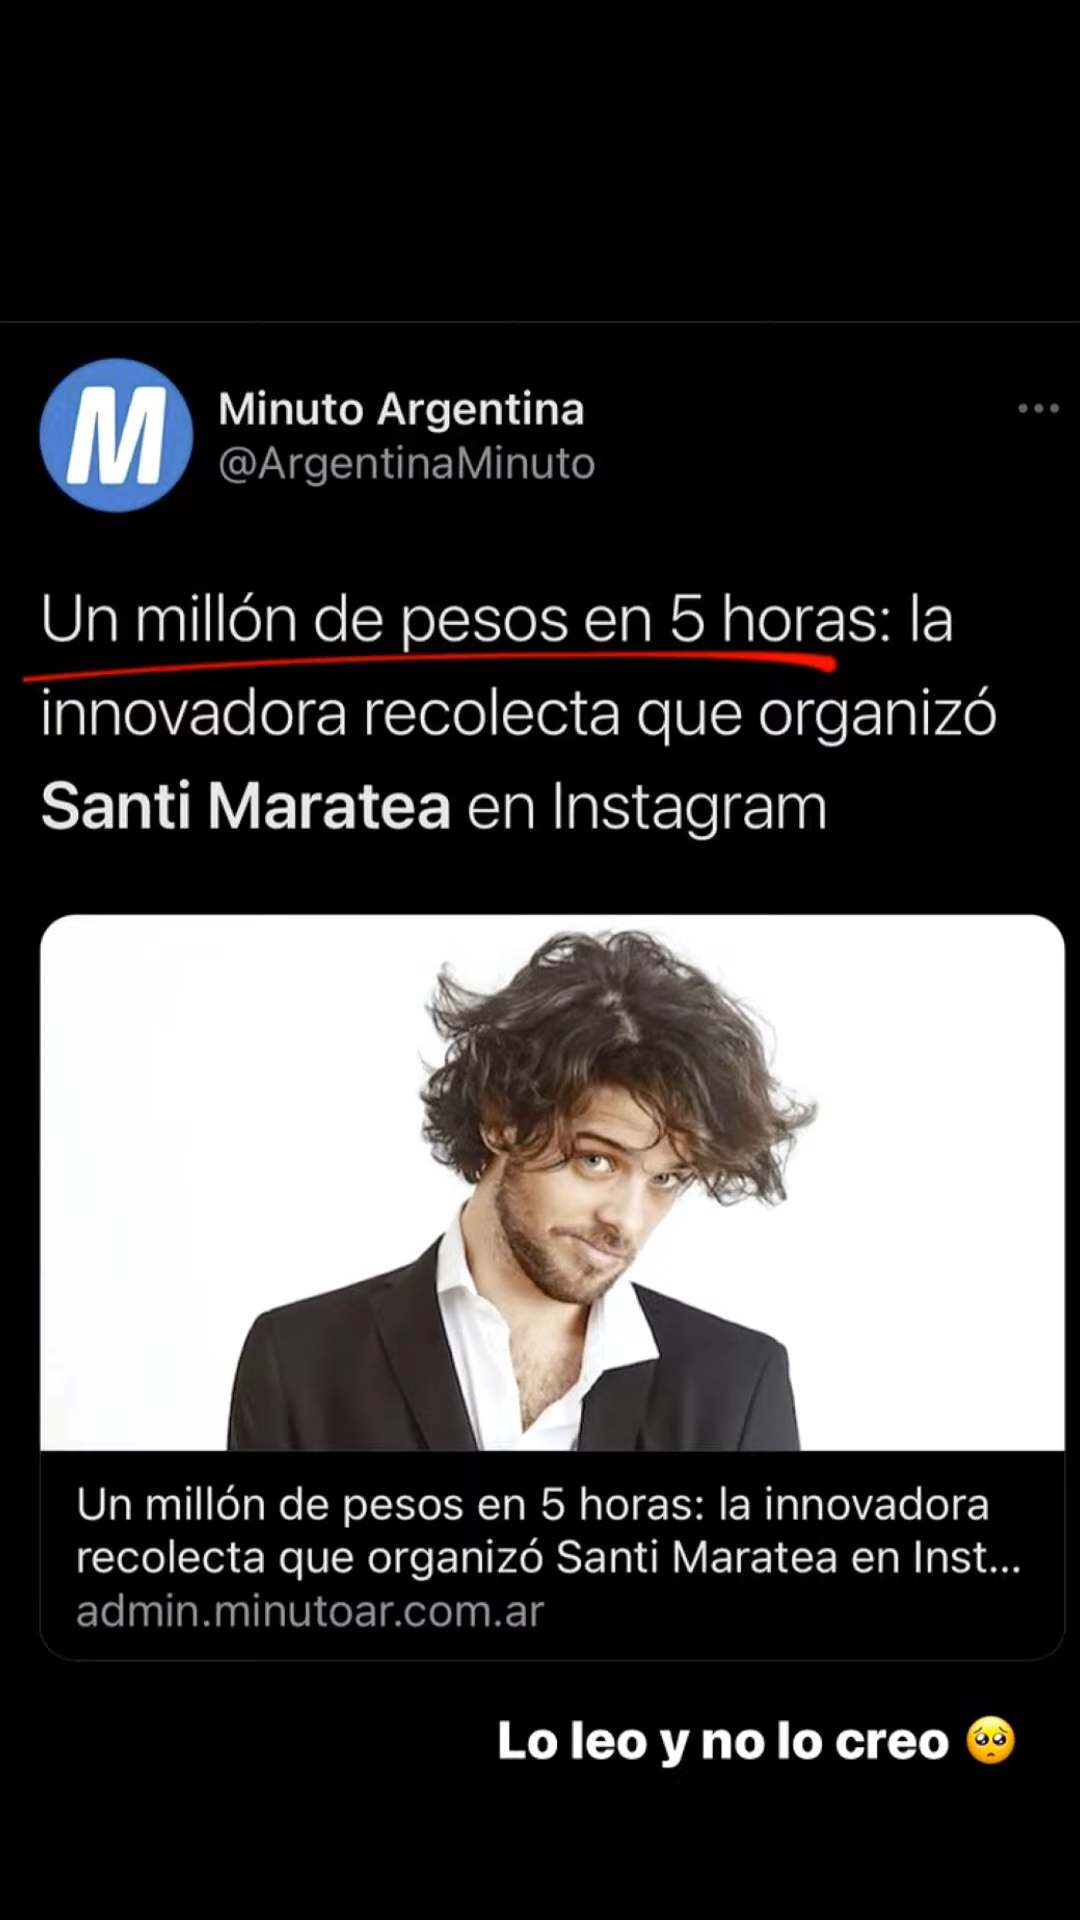 M
Minuto Argentina
@ArgentinaMinuto
Un millón de pesos en 5 horas: la
innovadora recolecta que organizó
Santi Maratea en Instagram
Un millón de pesos en 5 horas: la innovadora
recolecta que organizó Santi Maratea en Inst...
admin.minutoar.com.ar
Lo leo y no lo creo 🥺